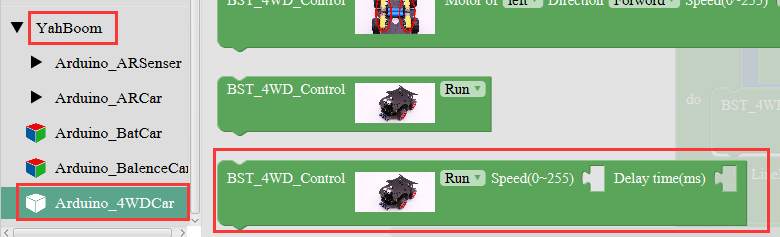 YahBoom
Arduino_ARSenser
Arduino_ARCar
Arduino_BatCar
Arduino_BalenceCar
Arduino_4WDCar
BST_4WD_Control Motor of left Direction Forword Speed(0~255)
BST_4WD_Control Run
do BST_4WD
BST_4WD_Control Run Speed(0~255) Delay time(ms)
Line